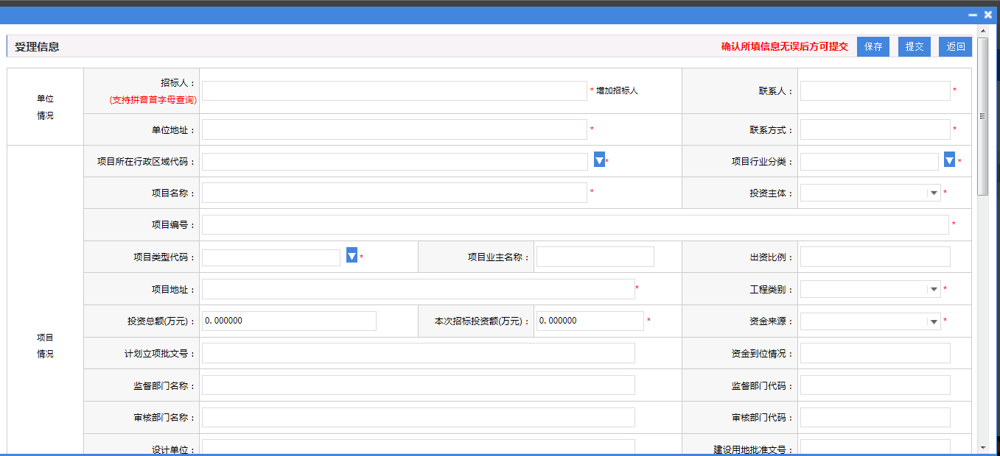 受理信息
确认所填信息无误后方可提交
保存
提交
返回
单位
情况
招标人：
(支持拼音首字母查询)
* 增加招标人
联系人：
*
单位地址：
*
联系方式：
*
项目
情况
项目所在行政区域代码：
*
项目行业分类：
*
项目名称：
*
投资主体：
*
项目编号：
*
项目类型代码：
*
项目业主名称：
出资比例：
项目地址：
*
工程类别：
*
投资总额(万元)：
0.000000
本次招标投资额(万元)：
0.000000
*
资金来源：
*
计划立项批文号：
资金到位情况：
监督部门名称：
监督部门代码：
审核部门名称：
审核部门代码：
设计单位：
建设用地批准文号：